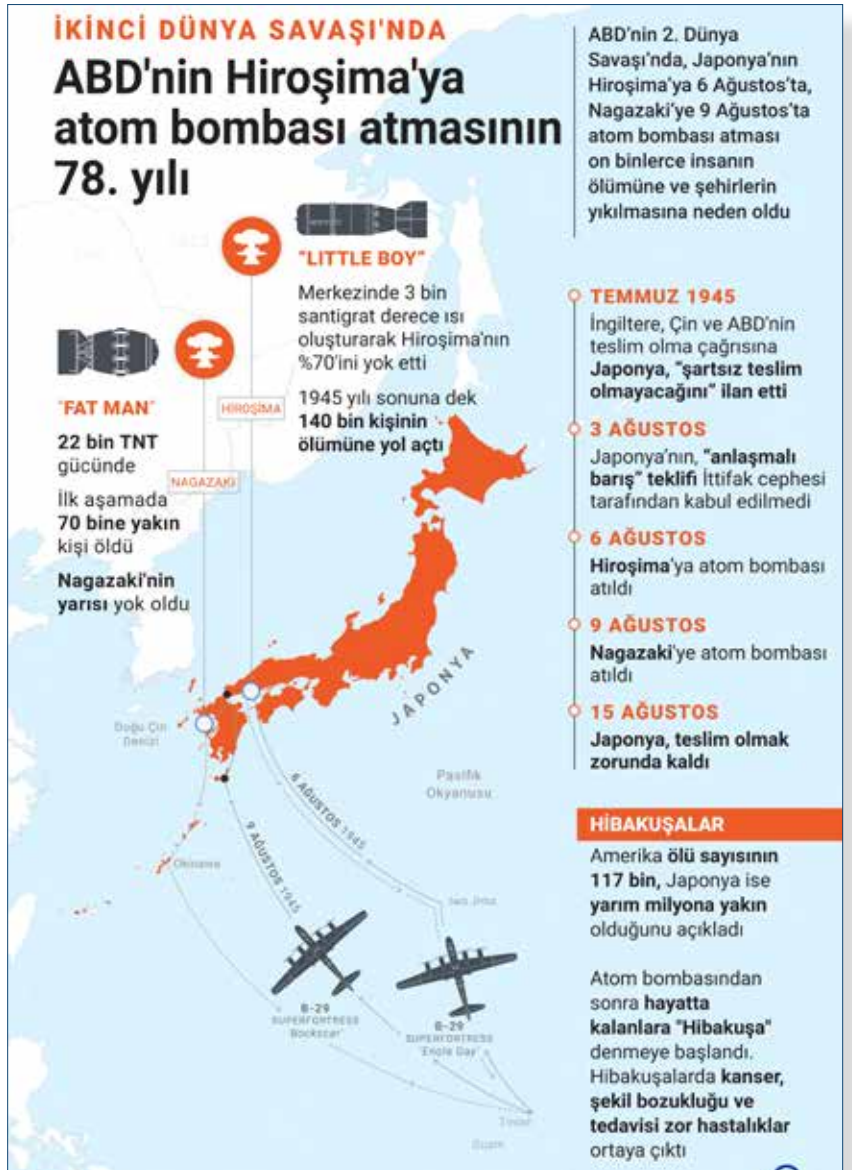 İKİNCİ DÜNYA SAVAŞI'NDA
ABD'nin Hiroşima'ya
atom bombası atmasının
78. yılı
ABD'nin 2. Dünya
Savaşı'nda, Japonya'nın
Hiroşima'ya 6 Ağustos'ta,
Nagazaki'ye 9 Ağustos'ta
atom bombası atması
on binlerce insanın
ölümüne ve şehirlerin
yıkılmasına neden oldu
"LITTLE BOY"
Merkezinde 3 bin
santigrat derece ısı
oluşturarak Hiroşima'nın
%70'ini yok etti
1945 yılı sonuna dek
140 bin kişinin
ölümüne yol açtı
HİROŞİMA
"FAT MAN"
22 bin TNT
gücünde
İlk aşamada
70 bine yakın
kişi öldü
Nagazaki'nin
yarısı yok oldu
NAGAZAKİ
TEMMUZ 1945
İngiltere, Çin ve ABD'nin
teslim olma çağrısına
Japonya, "şartsız teslim
olmayacağını" ilan etti
3 AĞUSTOS
Japonya'nın, "anlaşmalı
barış" teklifi İttifak cephesi
tarafından kabul edilmedi
6 AĞUSTOS
Hiroşima'ya atom bombası
atıldı
9 AĞUSTOS
Nagazaki'ye atom bombası
atıldı
15 AĞUSTOS
Japonya, teslim olmak
zorunda kaldı
JAPONYA
Doğu Çin
Denizi
Pasifik
Okyanusu
6 AĞUSTOS 1945
9 AĞUSTOS 1945
Okinawa
Iwo Jima
B-29
SUPERFORTRESS
'Bockscar'
B-29
SUPERFORTRESS
'Enola Gay'
Tinian
Guam
HİBAKUŞALAR
Amerika ölü sayısının
117 bin, Japonya ise
yarım milyona yakın
olduğunu açıkladı
Atom bombasından
sonra hayatta
kalanlara "Hibakuşa"
denmeye başlandı.
Hibakuşalarda kanser,
şekil bozukluğu ve
tedavisi zor hastalıklar
ortaya çıktı